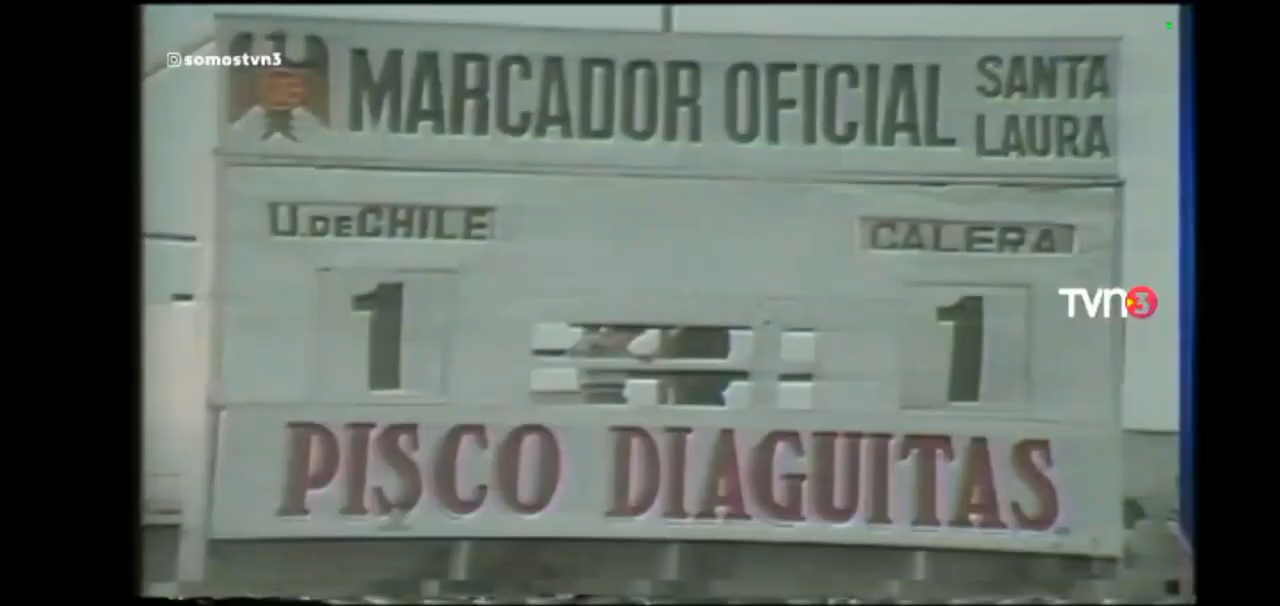 somostvn3
MARCADOR OFICIAL SANTA LAURA
U. DE CHILE CALERA
1 1
TVN3
PISCO DIAGUITAS